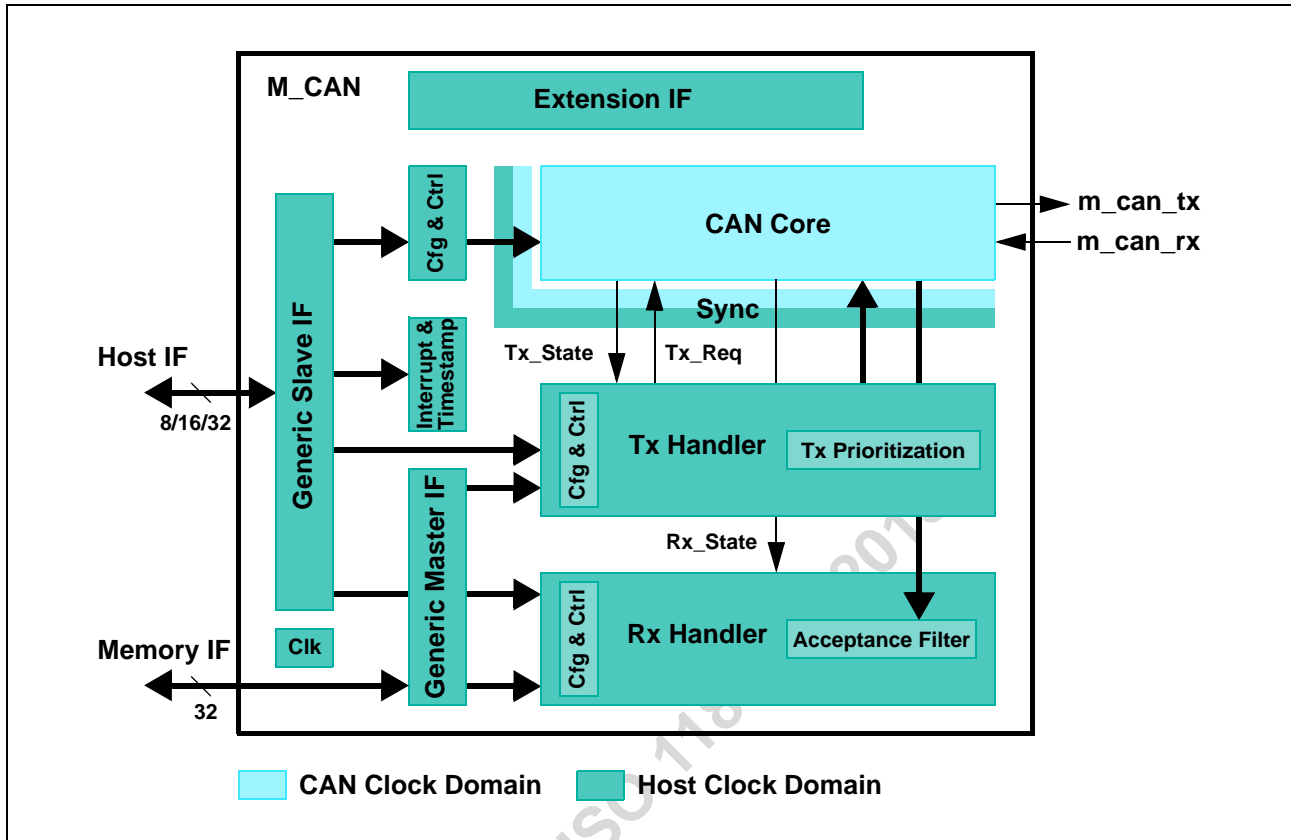 M_CAN
Extension IF
Cfg & Ctrl
CAN Core
m_can_tx
m_can_rx
Sync
Generic Slave IF
Interrupt &
Timestamp
Tx_State
Tx_Req
Host IF
8/16/32
Cfg & Ctrl
Tx Handler
Tx Prioritization
Generic Master IF
Rx_State
Clk
Cfg & Ctrl
Rx Handler
Acceptance Filter
Memory IF
32
CAN Clock Domain
Host Clock Domain